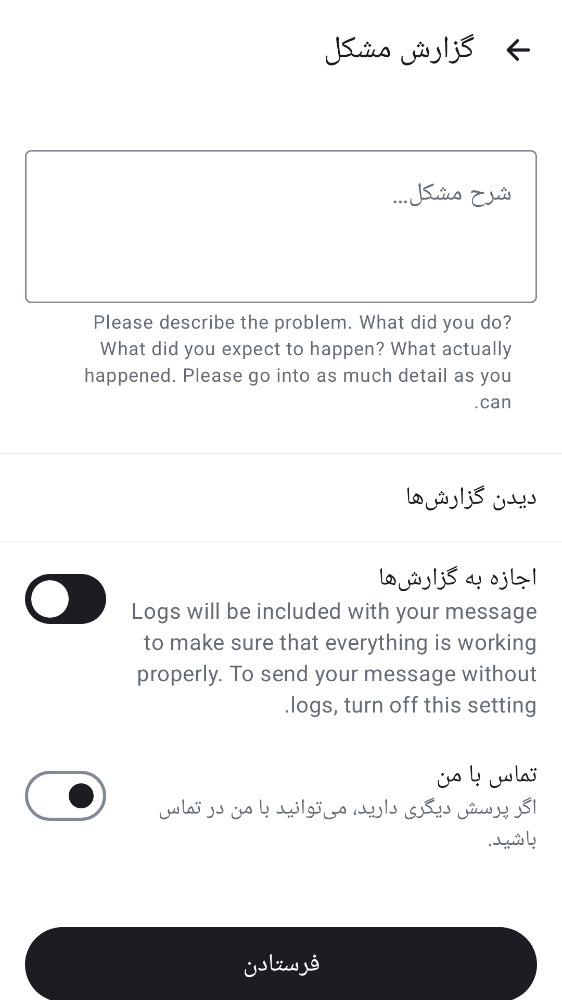 گزارش مشکل
شرح مشکل...
Please describe the problem. What did you do?
What did you expect to happen? What actually
happened. Please go into as much detail as you
can.
دیدن گزارش‌ها
اجازه به گزارش‌ها
Logs will be included with your message
to make sure that everything is working
properly. To send your message without
logs, turn off this setting.
تماس با من
اگر پرسش دیگری دارید، می‌توانید با من در تماس
باشید.
فرستادن